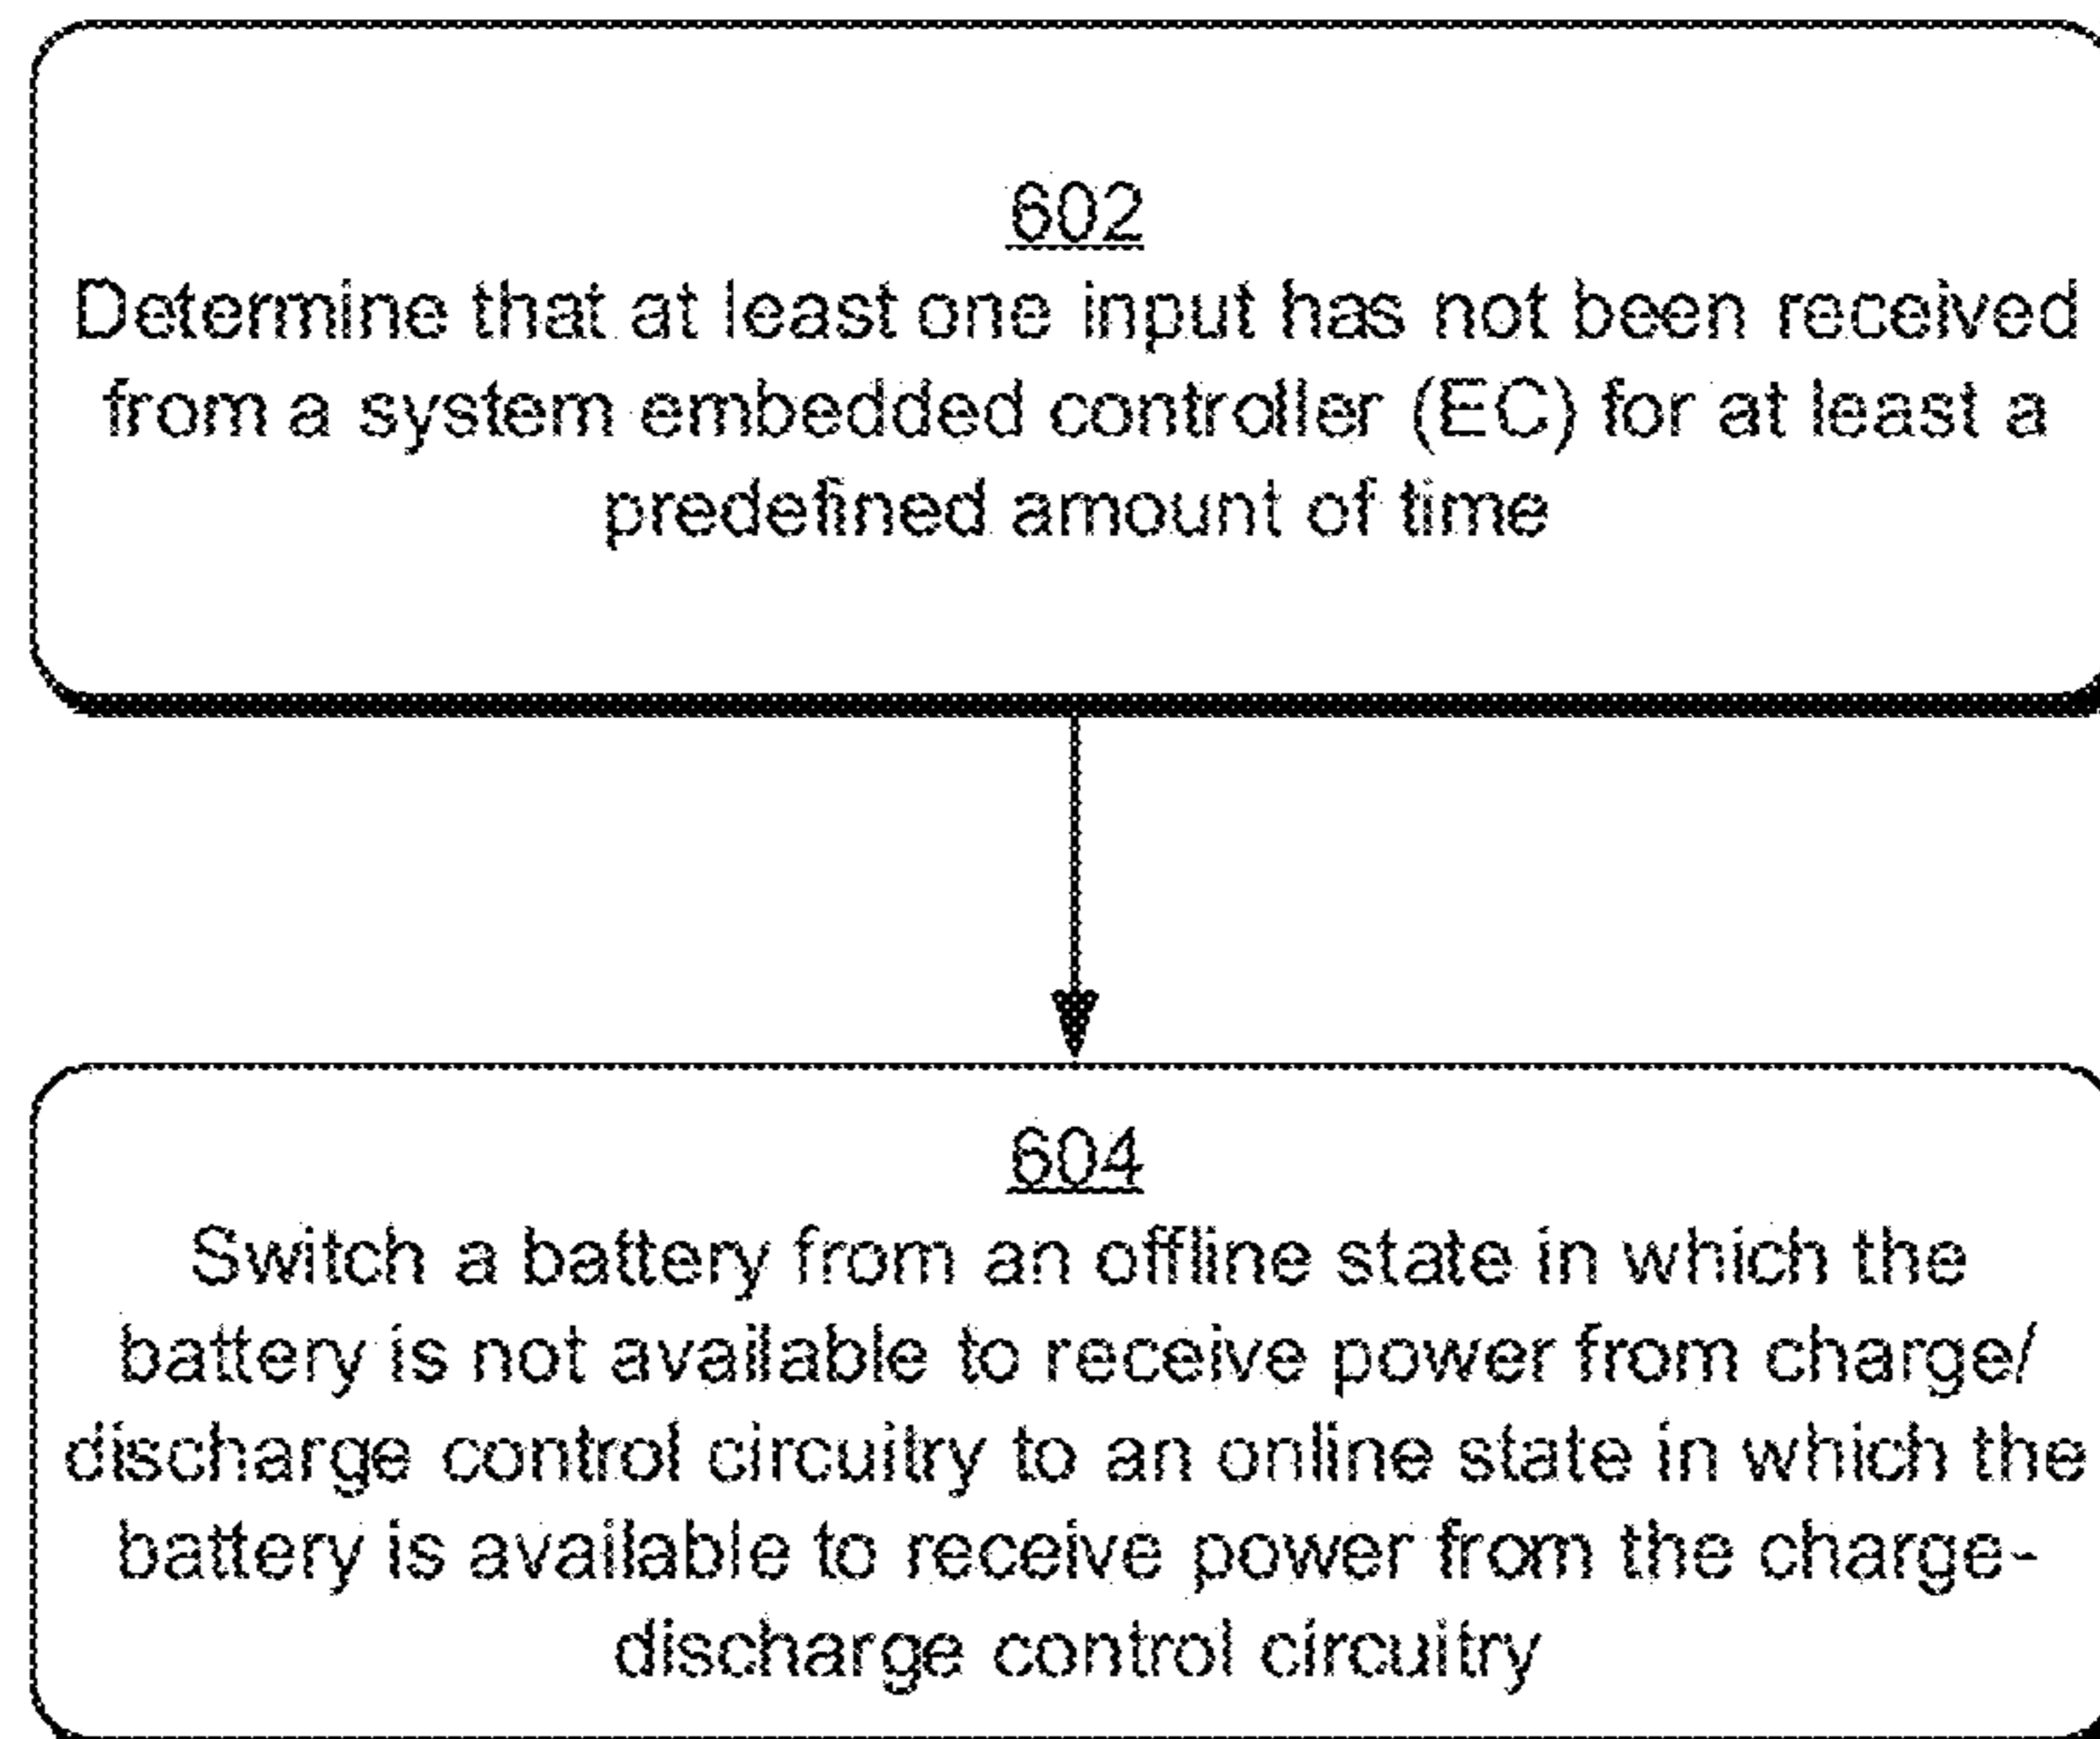 602
Determine that at least one input has not been received
from a system embedded controller (EC) for at least a
predefined amount of time
604
Switch a battery from an offline state in which the
battery is not available to receive power from charge/
discharge control circuitry to an online state in which the
battery is available to receive power from the charge-
discharge control circuitry